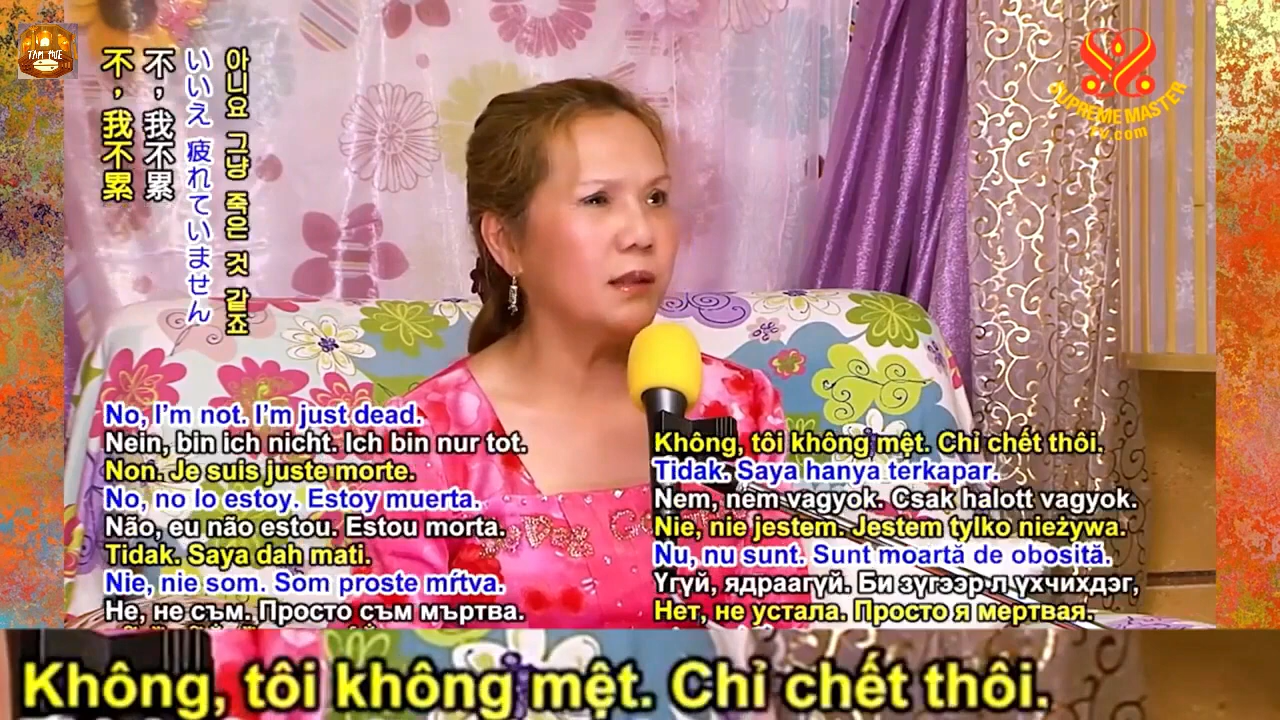 TÂM THỨ
SUPREME MASTER
TV.com
不，我不累
不，我不累
いいえ 疲れていません
아니요 그냥 죽은 것 같죠
No, I'm not. I'm just dead.
Nein, bin ich nicht. Ich bin nur tot.
Non. Je suis juste morte.
No, no lo estoy. Estoy muerta.
Não, eu não estou. Estou morta.
Tidak. Saya dah mati.
Nie, nie som. Som proste mŕtva.
Не, не съм. Просто съм мъртва.
Không, tôi không mệt. Chỉ chết thôi.
Tidak. Saya hanya terkapar.
Nem, nem vagyok. Csak halott vagyok.
Nie, nie jestem. Jestem tylko nieżywa.
Nu, nu sunt. Sunt moartă de obosită.
Үгүй, ядраагүй. Би зүгээр л үхчихдэг,
Нет, не устала. Просто я мертвая.
Không, tôi không mệt. Chỉ chết thôi.